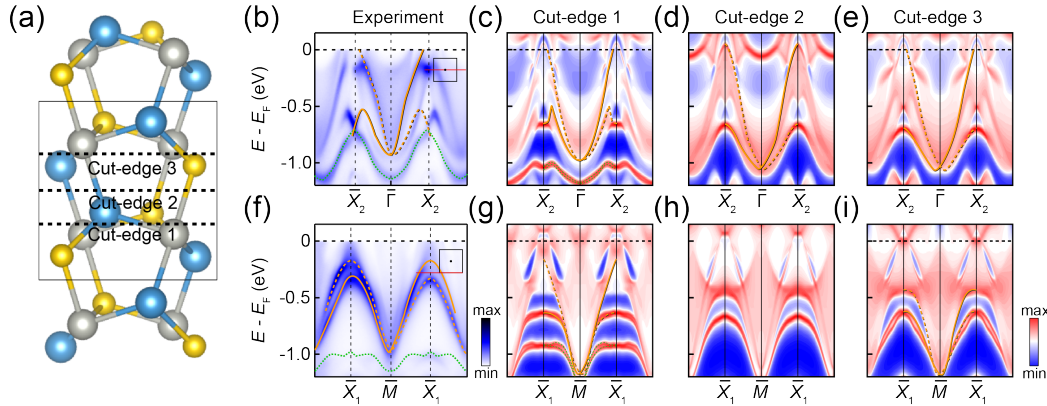 (a)
Cut-edge 3
Cut-edge 2
Cut-edge 1
(b) Experiment
(c) Cut-edge 1
(d) Cut-edge 2
(e) Cut-edge 3
E - E_F (eV)
0
-0.5
-1.0
X̅₂ Γ̅ X̅₂
X̅₂ Γ̅ X̅₂
X̅₂ Γ̅ X̅₂
X̅₂ Γ̅ X̅₂
(f)
(g)
(h)
(i)
E - E_F (eV)
0
-0.5
-1.0
max
min
max
min
X̅₁ M̅ X̅₁
X̅₁ M̅ X̅₁
X̅₁ M̅ X̅₁
X̅₁ M̅ X̅₁